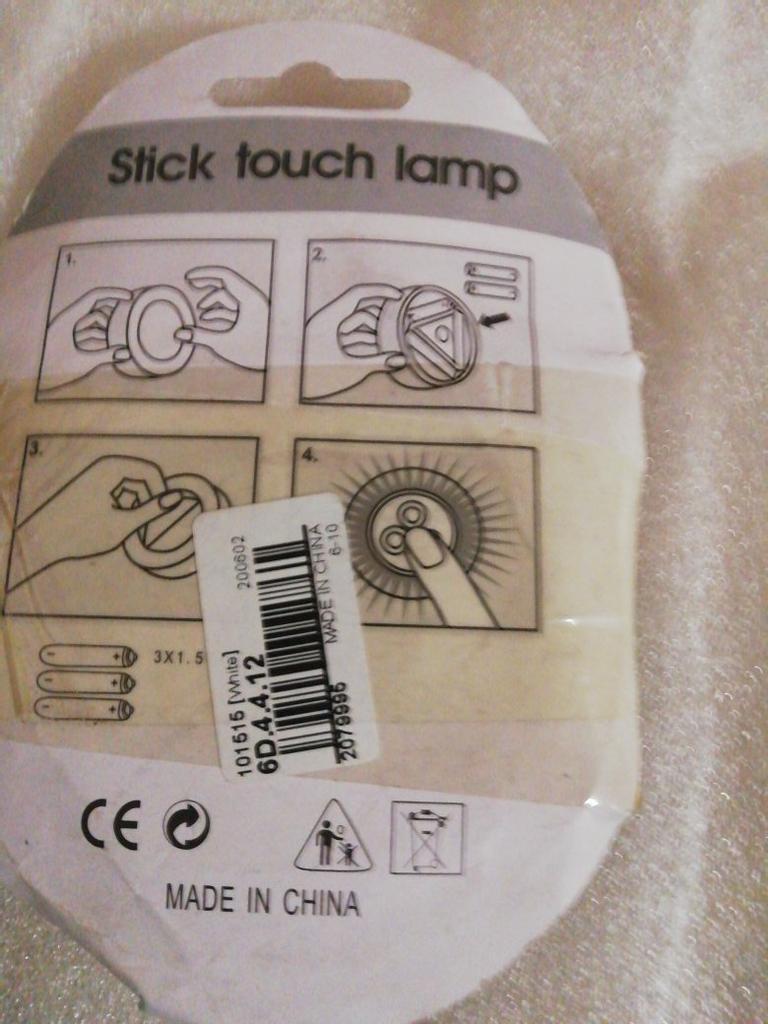 Stick touch lamp
1.
2.
3.
4.
3X1.5
200602
101515 [White]
6D.4.4.12
MADE IN CHINA
6-10
2079995
CE
MADE IN CHINA